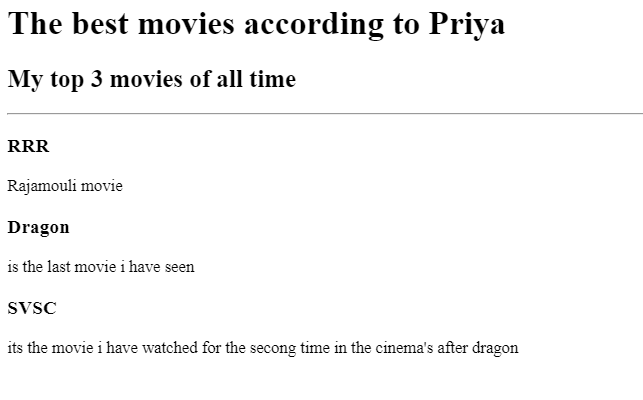 The best movies according to Priya
My top 3 movies of all time
RRR
Rajamouli movie
Dragon
is the last movie i have seen
SVSC
its the movie i have watched for the secong time in the cinema's after dragon